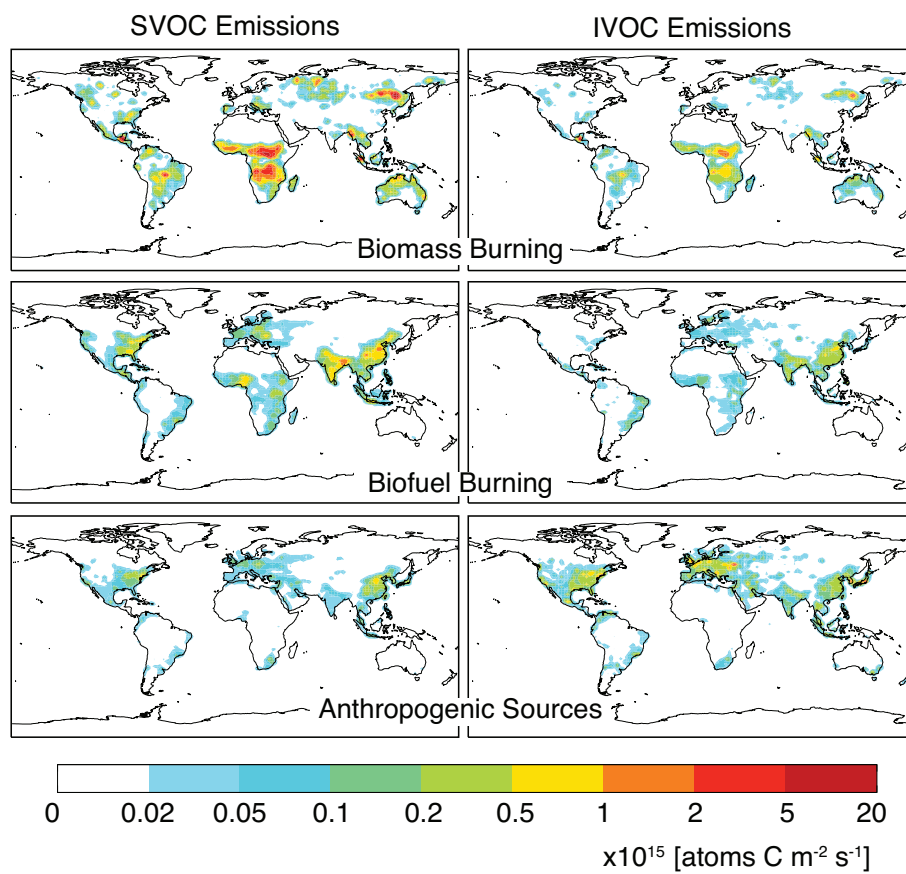 SVOC Emissions
IVOC Emissions
Biomass Burning
Biofuel Burning
Anthropogenic Sources
0 0.02 0.05 0.1 0.2 0.5 1 2 5 20
x10¹⁵ [atoms C m⁻² s⁻¹]